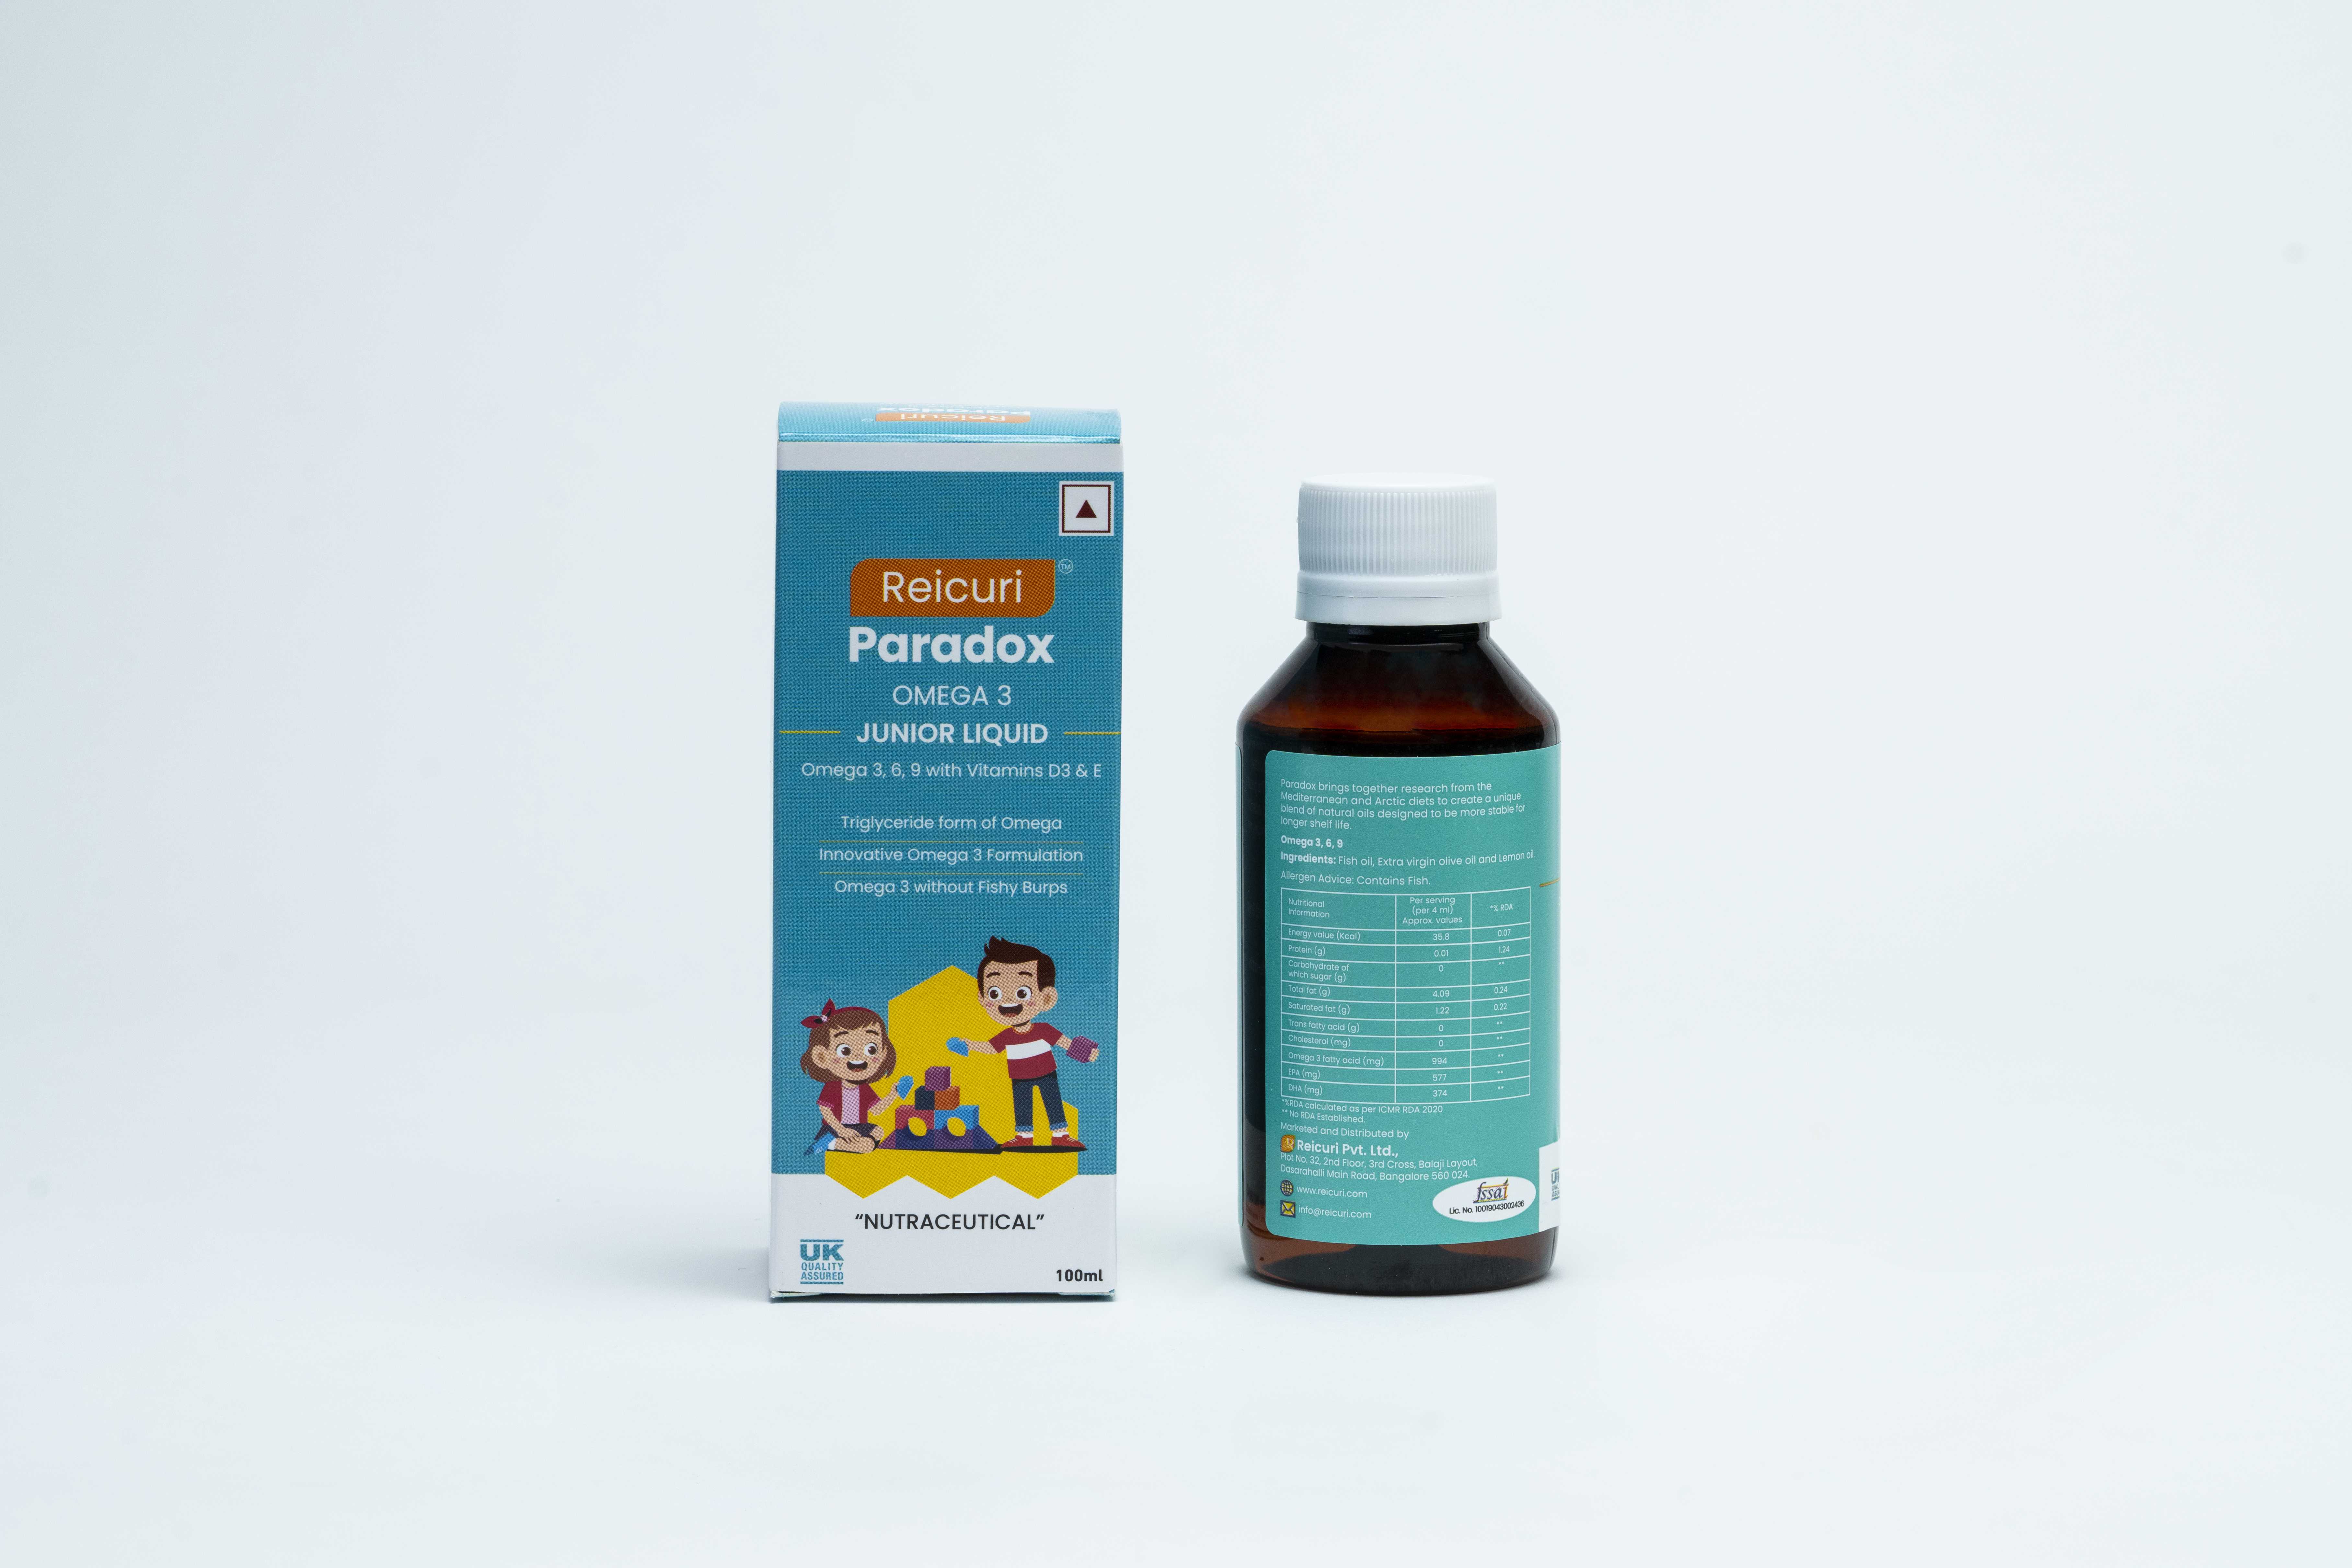 Reicuri
Paradox
Reicuri
TM
Paradox
OMEGA 3
JUNIOR LIQUID
Omega 3, 6, 9 with Vitamins D3 & E
Triglyceride form of Omega
Innovative Omega 3 Formulation
Omega 3 without Fishy Burps
“NUTRACEUTICAL”
UK
QUALITY
ASSURED
100ml
Paradox brings together research from the
Mediterranean and Arctic diets to create a unique
blend of natural oils designed to be more stable for
longer shelf life.
Omega 3, 6, 9
Ingredients: Fish oil, Extra virgin olive oil and Lemon oil.
Allergen Advice: Contains Fish.
Nutritional Information Per serving (per 4 ml) Approx. values *% RDA
Energy value (Kcal) 35.8 0.07
Protein (g) 0.01 1.24
Carbohydrate of which sugar (g) 0 **
Total fat (g) 4.09 0.24
Saturated fat (g) 1.22 0.22
Trans fatty acid (g) 0 **
Cholesterol (mg) 0 **
Omega 3 fatty acid (mg) 994 **
EPA (mg) 577 **
DHA (mg) 374 **
*%RDA calculated as per ICMR RDA 2020
** No RDA Established.
Marketed and Distributed by
Reicuri Pvt. Ltd.,
Plot No. 32, 2nd Floor, 3rd Cross, Balaji Layout,
Dasarahalli Main Road, Bangalore 560 024.
www.reicuri.com
info@reicuri.com
fssai
Lic. No. 10019043002436